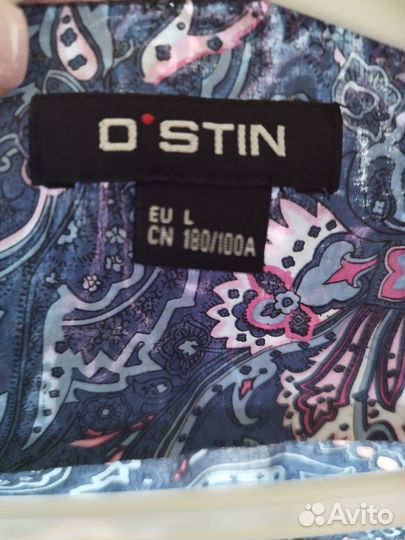 O'STIN
EU L
CN 180/100A
Avito